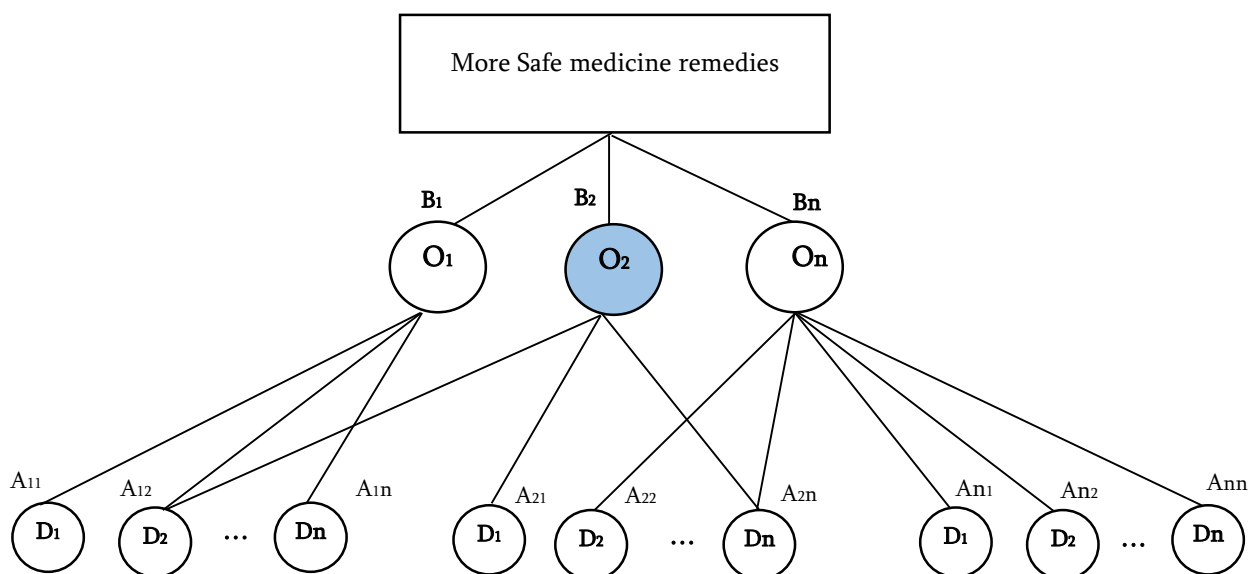 More Safe medicine remedies
B1 B2 Bn
O1 O2 On
A11 A12 A1n A21 A22 A2n An1 An2 Ann
D1 D2 ... Dn D1 D2 ... Dn D1 D2 ... Dn